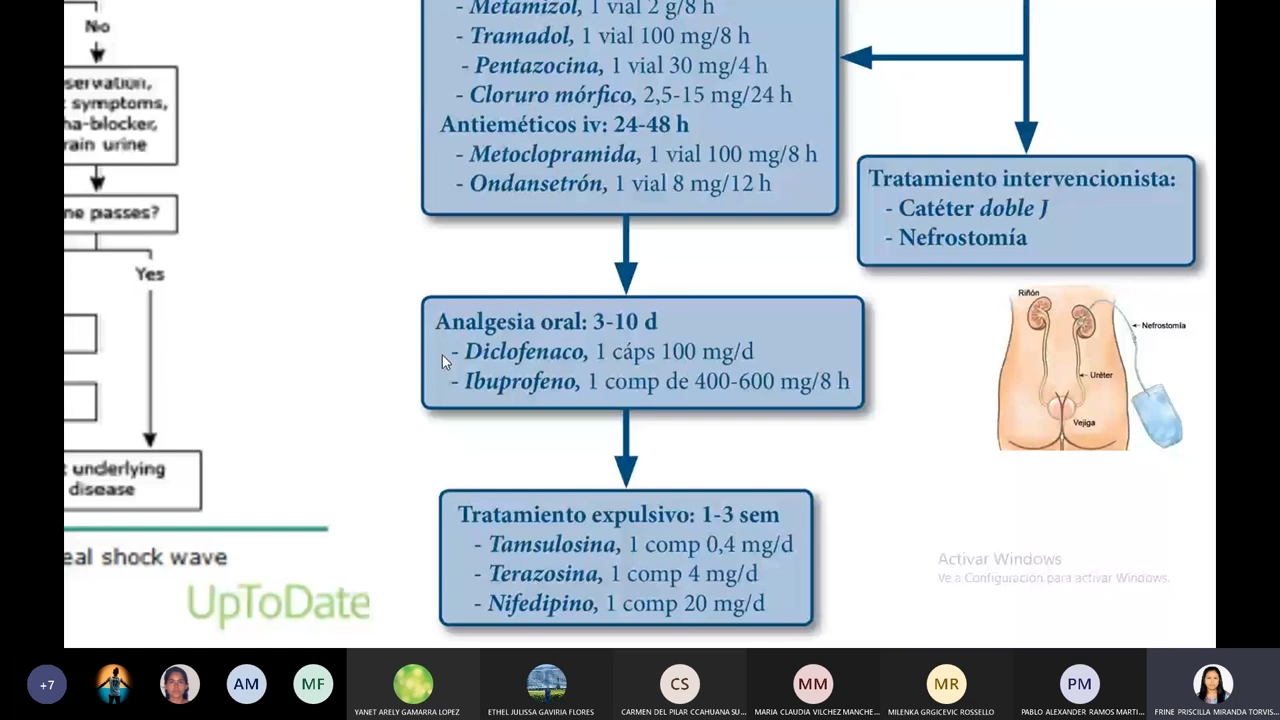 No
servation,
symptoms,
ha-blocker,
rain urine
ne passes?
Yes
underlying
disease
eal shock wave
UpToDate
- Metamizol, 1 vial 2 g/8 h
- Tramadol, 1 vial 100 mg/8 h
- Pentazocina, 1 vial 30 mg/4 h
- Cloruro mórfico, 2,5-15 mg/24 h
Antieméticos iv: 24-48 h
- Metoclopramida, 1 vial 100 mg/8 h
- Ondansetrón, 1 vial 8 mg/12 h
Tratamiento intervencionista:
- Catéter doble J
- Nefrostomía
Analgesia oral: 3-10 d
- Diclofenaco, 1 cáps 100 mg/d
- Ibuprofeno, 1 comp de 400-600 mg/8 h
Riñón
Nefrostomía
Uréter
Vejiga
Tratamiento expulsivo: 1-3 sem
- Tamsulosina, 1 comp 0,4 mg/d
- Terazosina, 1 comp 4 mg/d
- Nifedipino, 1 comp 20 mg/d
Activar Windows
Ve a Configuración para activar Windows.
+7
AM
MF
YANET ARELY GAMARRA LOPEZ
ETHEL JULISSA GAVIRIA FLORES
CS
CARMEN DEL PILAR CCAHUANA SU...
MM
MARIA CLAUDIA VILCHEZ MANCHE...
MR
MILENKA GRGICEVIC ROSSELLO
PM
PABLO ALEXANDER RAMOS MARTI...
FRINE PRISCILLA MIRANDA TORVIS...